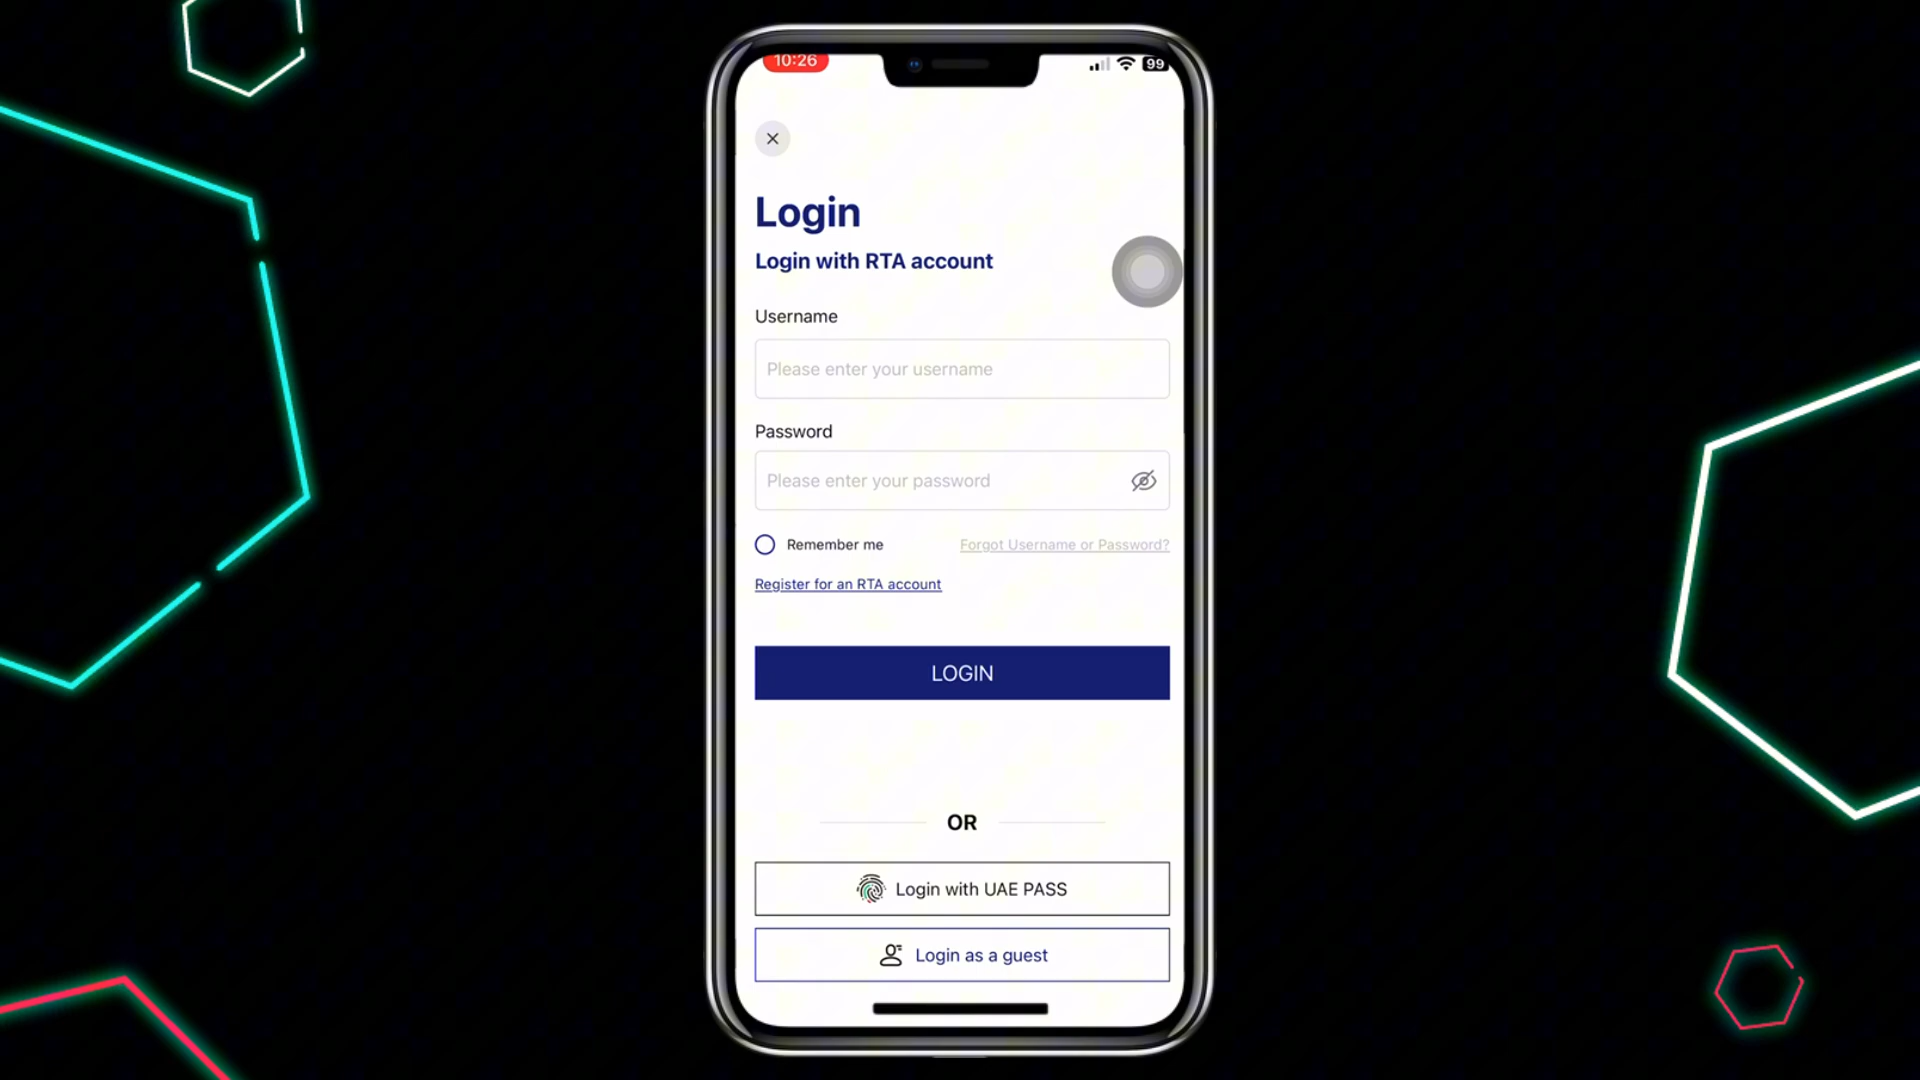 10:26
99
Login
Login with RTA account
Username
Please enter your username
Password
Please enter your password
Remember me
Forgot Username or Password?
Register for an RTA account
LOGIN
OR
Login with UAE PASS
Login as a guest